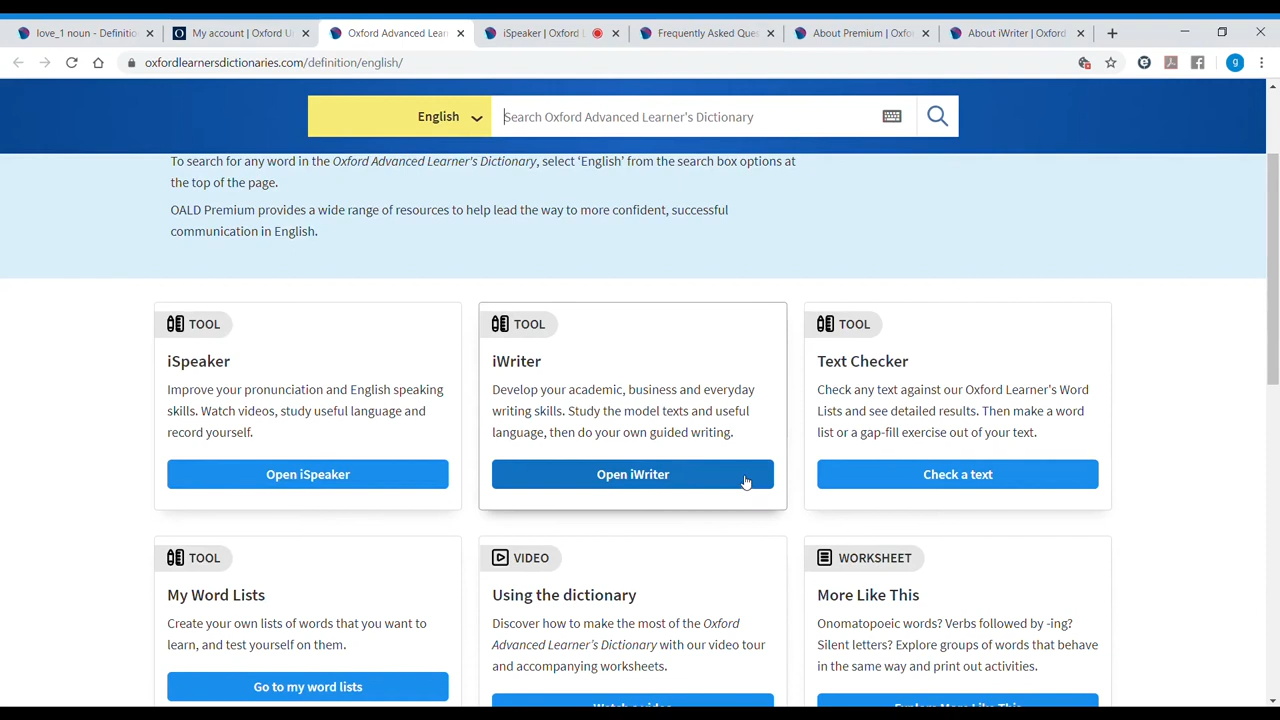 love_1 noun - Definitio
My account | Oxford U
Oxford Advanced Lear
iSpeaker | Oxford L
Frequently Asked Ques
About Premium | Oxfo
About iWriter | Oxford
oxfordlearnersdictionaries.com/definition/english/
g
English
Search Oxford Advanced Learner's Dictionary
To search for any word in the Oxford Advanced Learner's Dictionary, select ‘English’ from the search box options at
the top of the page.
OALD Premium provides a wide range of resources to help lead the way to more confident, successful
communication in English.
TOOL
iSpeaker
Improve your pronunciation and English speaking
skills. Watch videos, study useful language and
record yourself.
Open iSpeaker
TOOL
iWriter
Develop your academic, business and everyday
writing skills. Study the model texts and useful
language, then do your own guided writing.
Open iWriter
TOOL
Text Checker
Check any text against our Oxford Learner's Word
Lists and see detailed results. Then make a word
list or a gap-fill exercise out of your text.
Check a text
TOOL
My Word Lists
Create your own lists of words that you want to
learn, and test yourself on them.
Go to my word lists
VIDEO
Using the dictionary
Discover how to make the most of the Oxford
Advanced Learner’s Dictionary with our video tour
and accompanying worksheets.
Watch a video
WORKSHEET
More Like This
Onomatopoeic words? Verbs followed by -ing?
Silent letters? Explore groups of words that behave
in the same way and print out activities.
Explore More Like This